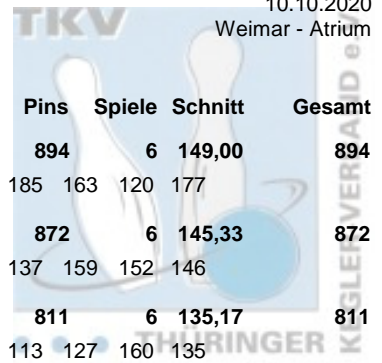 10.10.2020
TKV
Weimar - Atrium
Pins Spiele Schnitt Gesamt
894 6 149,00 894
185 163 120 177
872 6 145,33 872
137 159 152 146
811 6 135,17 811
113 127 160 135
THÜRINGER
KEGLERVERBAND e.V.